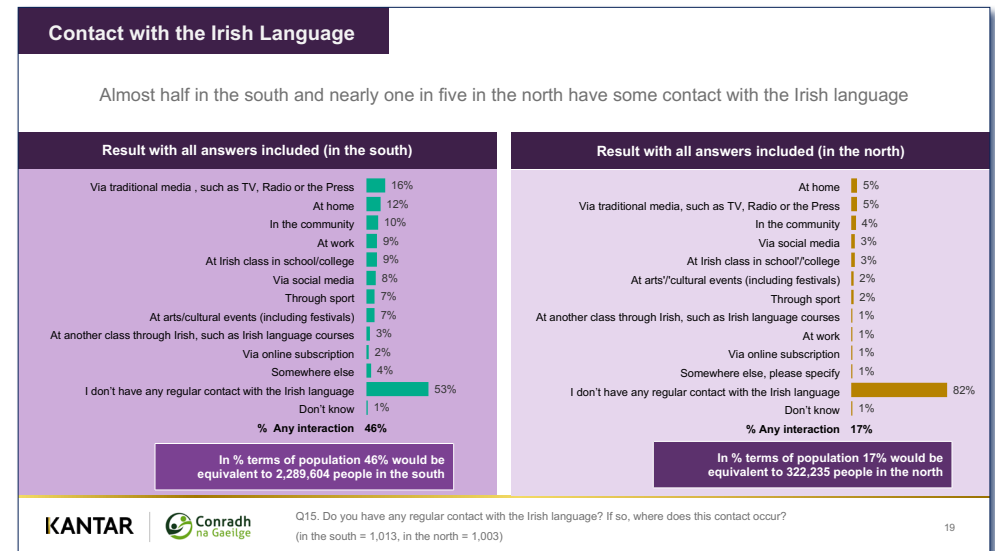 Contact with the Irish Language
Almost half in the south and nearly one in five in the north have some contact with the Irish language
Result with all answers included (in the south)
Via traditional media , such as TV, Radio or the Press 16%
At home 12%
In the community 10%
At work 9%
At Irish class in school/college 9%
Via social media 8%
Through sport 7%
At arts/cultural events (including festivals) 7%
At another class through Irish, such as Irish language courses 3%
Via online subscription 2%
Somewhere else 4%
I don't have any regular contact with the Irish language 53%
Don't know 1%
% Any interaction 46%
In % terms of population 46% would be
equivalent to 2,289,604 people in the south
Result with all answers included (in the north)
At home 5%
Via traditional media, such as TV, Radio or the Press 5%
In the community 4%
Via social media 3%
At Irish class in school'/'college 3%
At arts'/'cultural events (including festivals) 2%
Through sport 2%
At another class through Irish, such as Irish language courses 1%
At work 1%
Via online subscription 1%
Somewhere else, please specify 1%
I don't have any regular contact with the Irish language 82%
Don't know 1%
% Any interaction 17%
In % terms of population 17% would be
equivalent to 322,235 people in the north
KANTAR
Conradh
na Gaeilge
Q15. Do you have any regular contact with the Irish language? If so, where does this contact occur?
(in the south = 1,013, in the north = 1,003)
19